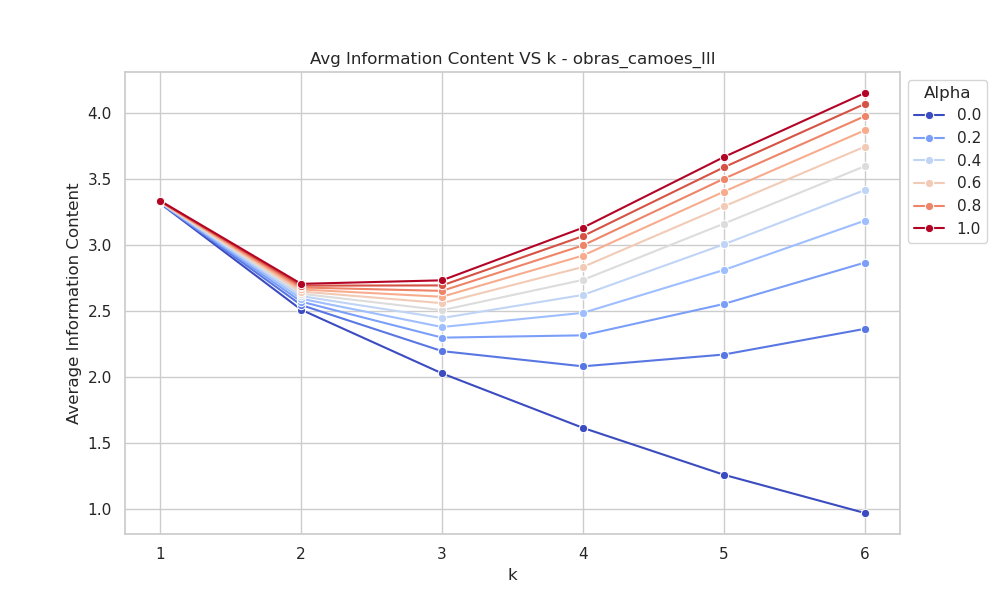 Avg Information Content VS k - obras_camoes_III
Average Information Content
4.0
3.5
3.0
2.5
2.0
1.5
1.0
1 2 3 4 5 6
k
Alpha
0.0
0.2
0.4
0.6
0.8
1.0